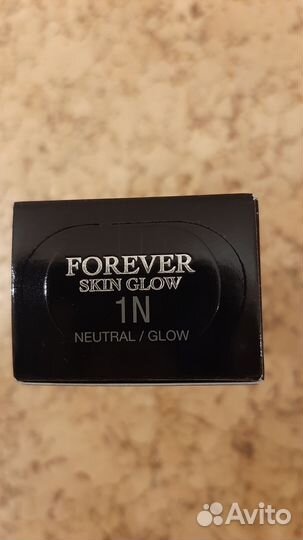 FOREVER
SKIN GLOW
1N
NEUTRAL / GLOW
Avito